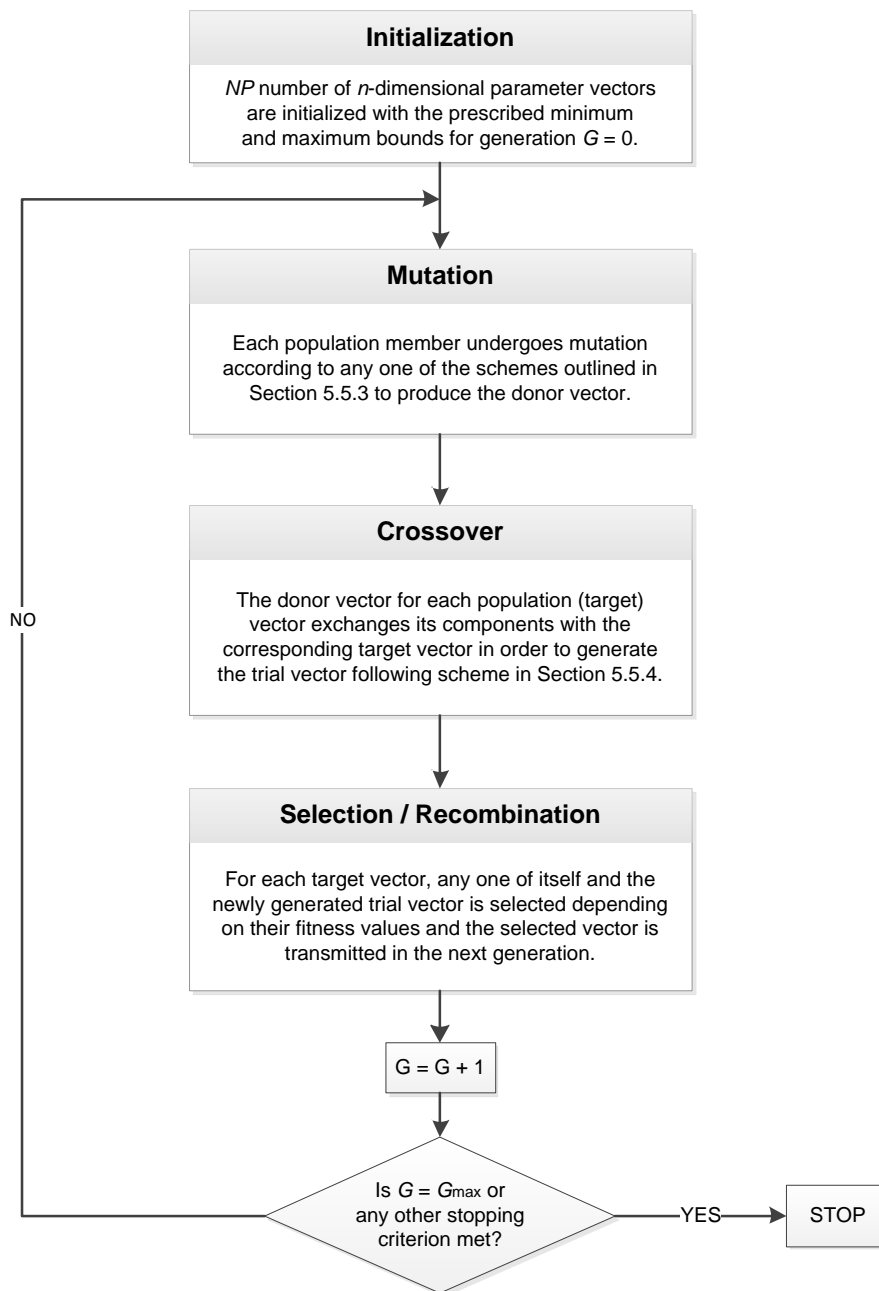 Initialization
NP number of n-dimensional parameter vectors
are initialized with the prescribed minimum
and maximum bounds for generation G = 0.
Mutation
Each population member undergoes mutation
according to any one of the schemes outlined in
Section 5.5.3 to produce the donor vector.
Crossover
The donor vector for each population (target)
vector exchanges its components with the
corresponding target vector in order to generate
the trial vector following scheme in Section 5.5.4.
NO
Selection / Recombination
For each target vector, any one of itself and the
newly generated trial vector is selected depending
on their fitness values and the selected vector is
transmitted in the next generation.
G = G + 1
Is G = Gmax or
any other stopping
criterion met?
YES
STOP